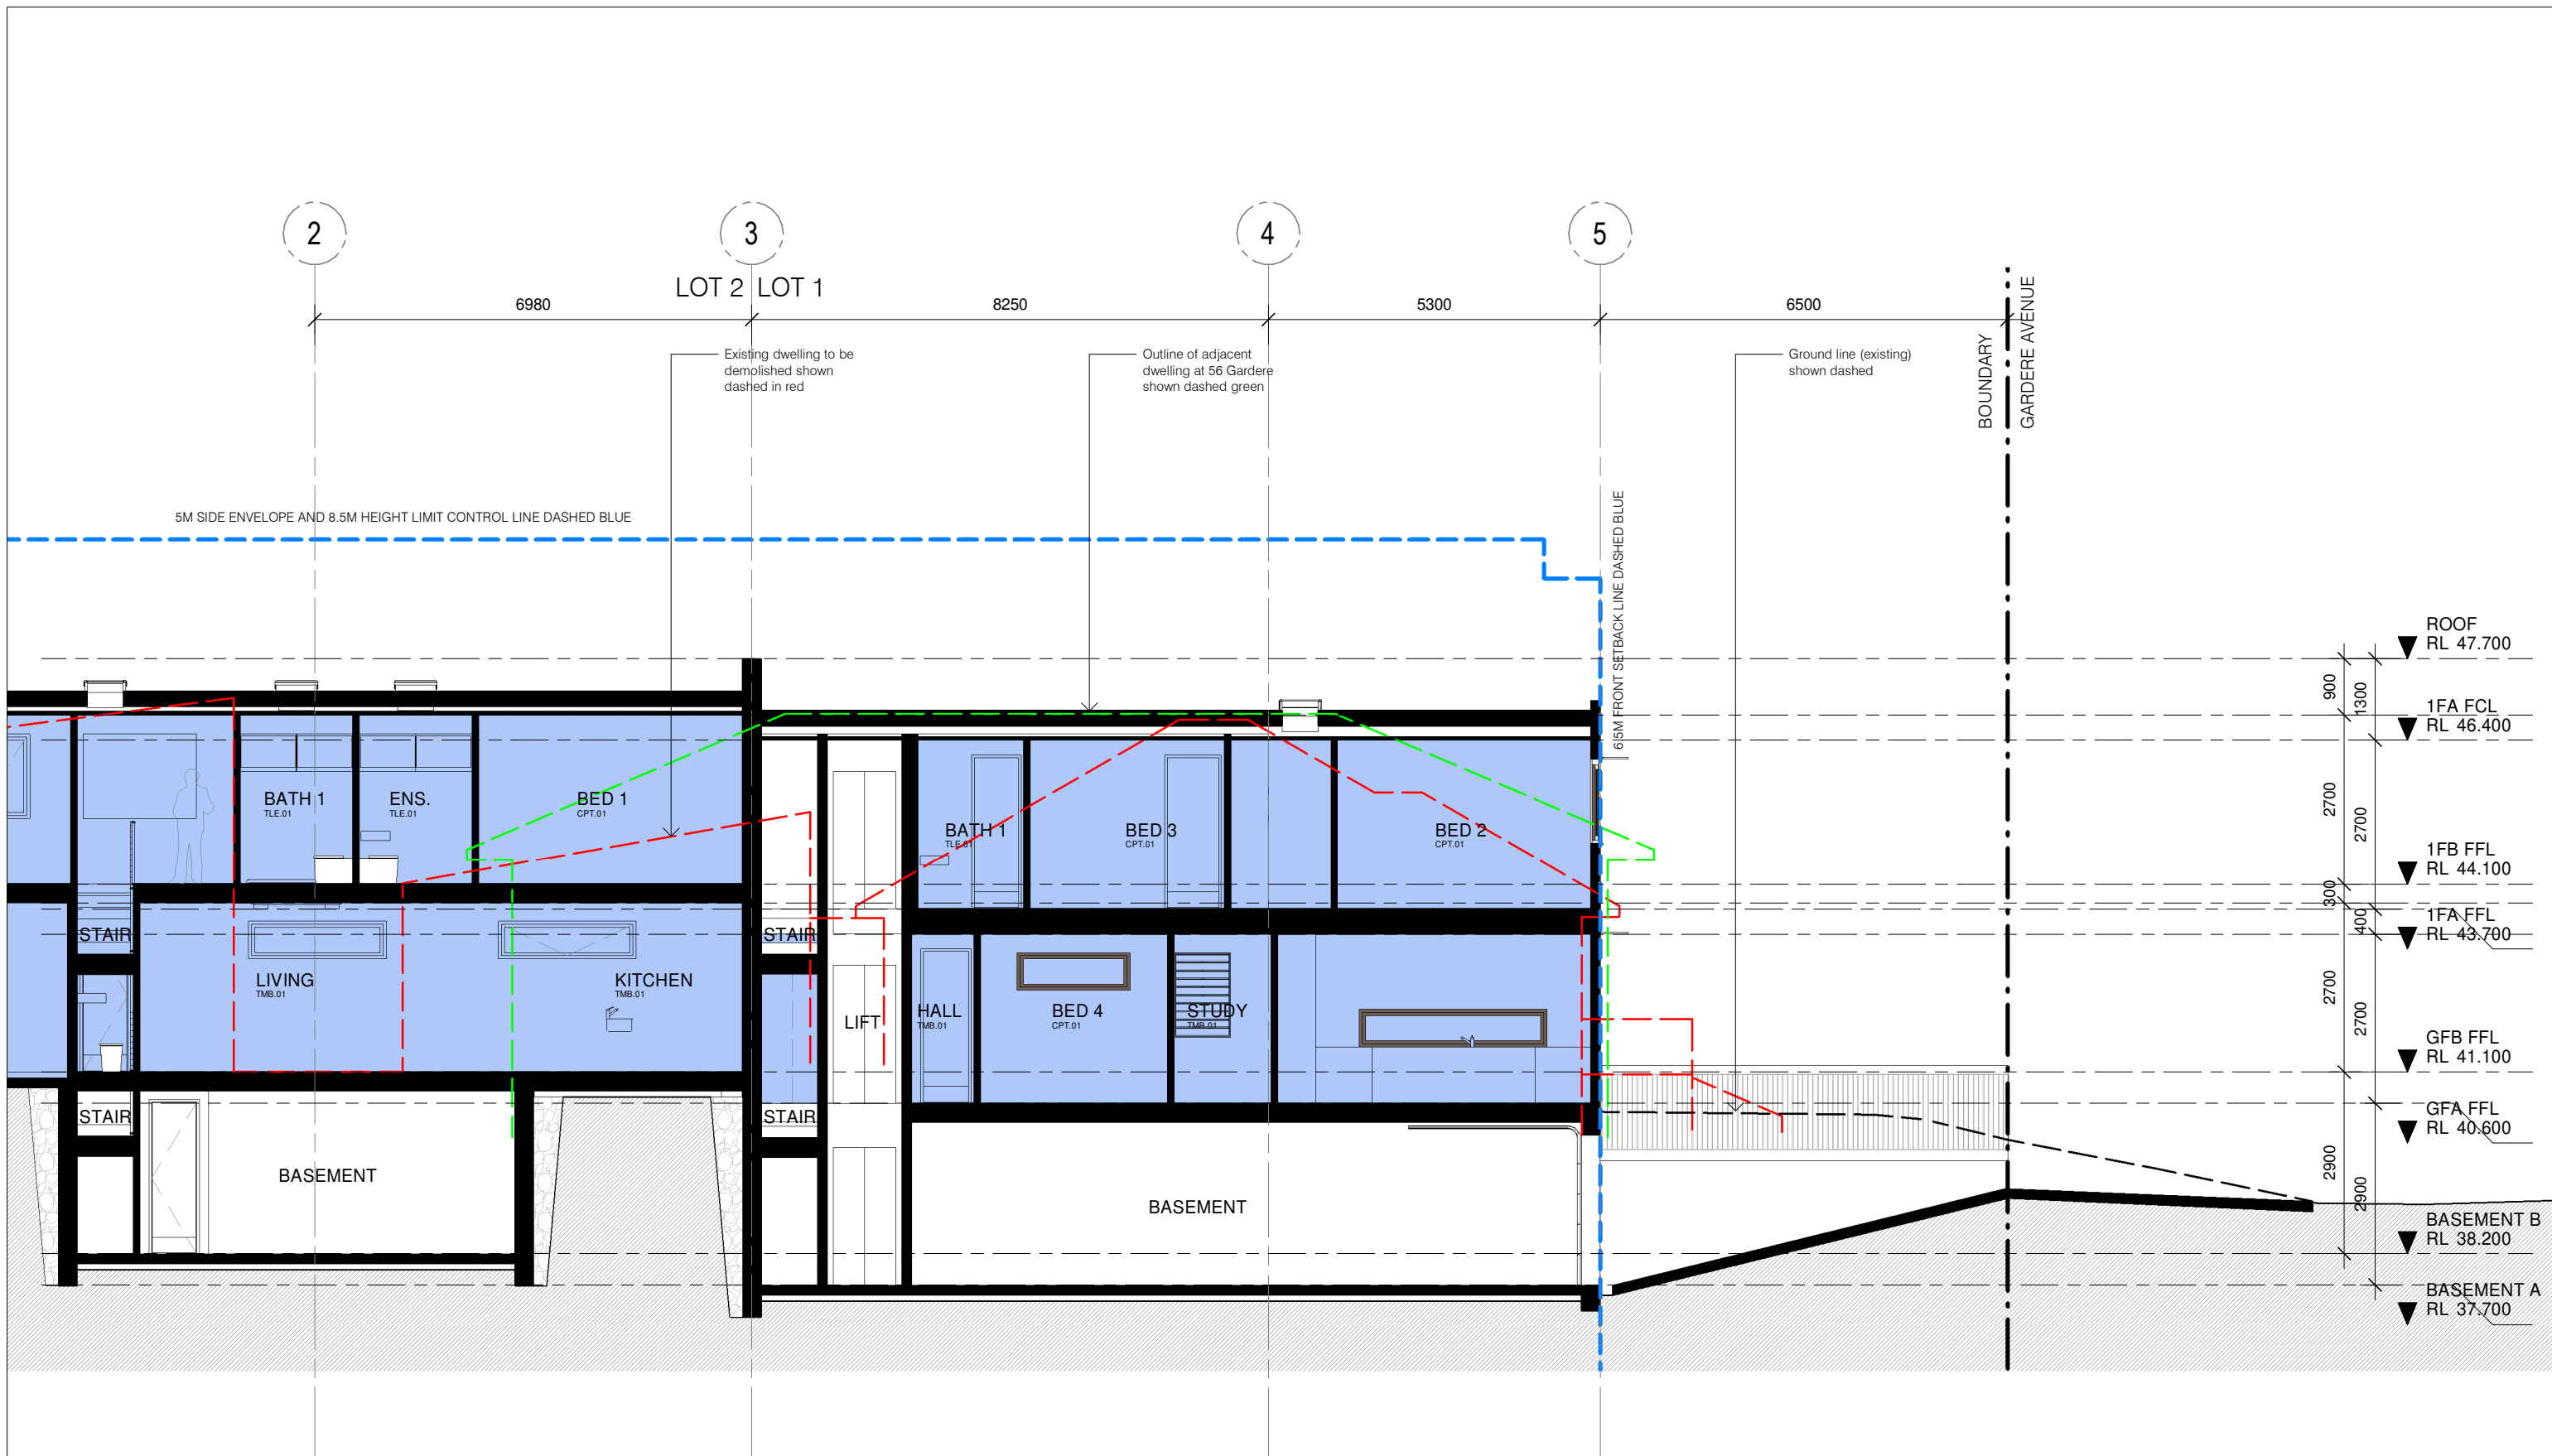 2
3
4
5
LOT 2
LOT 1
6980
8250
5300
6500
BOUNDARY
GARDERE AVENUE
Existing dwelling to be
demolished shown
dashed in red
Outline of adjacent
dwelling at 56 Gardere
shown dashed green
Ground line (existing)
shown dashed
5M SIDE ENVELOPE AND 8.5M HEIGHT LIMIT CONTROL LINE DASHED BLUE
6.5M FRONT SETBACK LINE DASHED BLUE
ROOF
RL 47.700
900
1300
1FA FCL
RL 46.400
2700
2700
BATH 1
TLE.01
ENS.
TLE.01
BED 1
CPT.01
BATH 1
TLE.01
BED 3
CPT.01
BED 2
CPT.01
1FB FFL
RL 44.100
300
400
1FA FFL
RL 43.700
STAIR
STAIR
LIVING
TMB.01
KITCHEN
TMB.01
LIFT
HALL
TMB.01
BED 4
CPT.01
STUDY
TMB.01
2700
2700
GFB FFL
RL 41.100
STAIR
STAIR
GFA FFL
RL 40.600
BASEMENT
BASEMENT
2900
2900
BASEMENT B
RL 38.200
BASEMENT A
RL 37.700